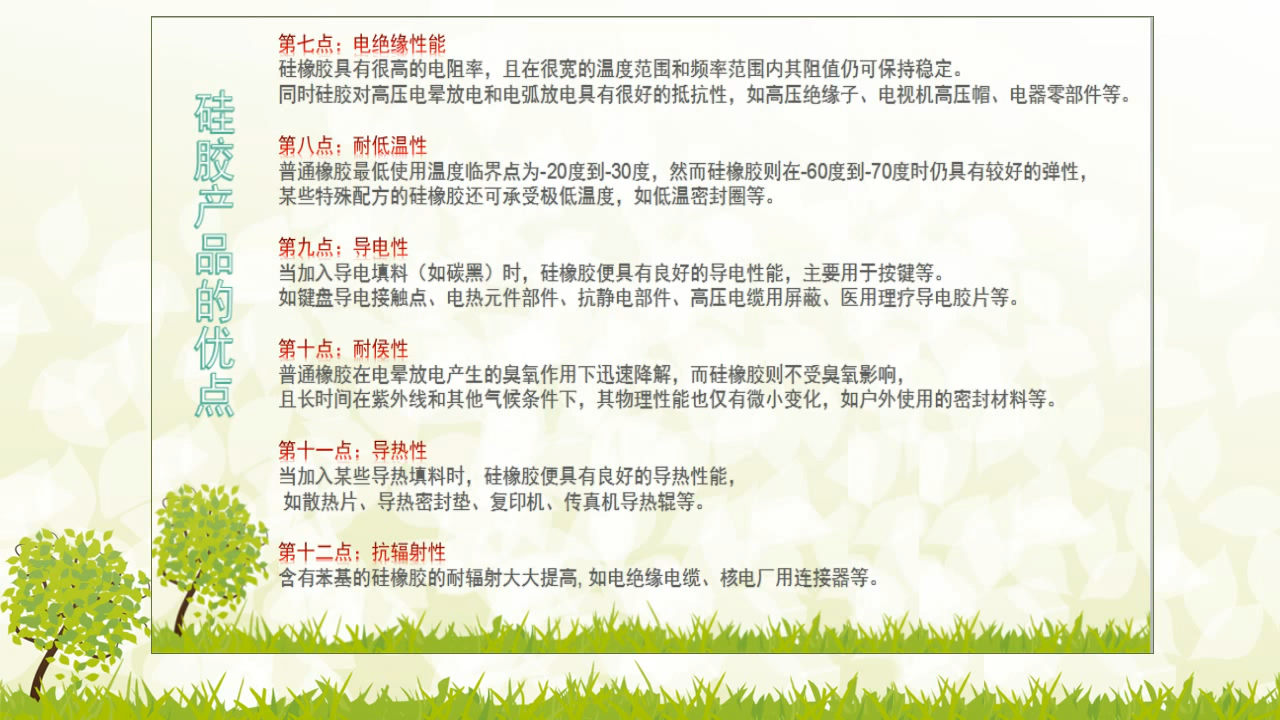 硅胶产品的优点
第七点；电绝缘性能
硅橡胶具有很高的电阻率，且在很宽的温度范围和频率范围内其阻值仍可保持稳定。
同时硅胶对高压电晕放电和电弧放电具有很好的抵抗性，如高压绝缘子、电视机高压帽、电器零部件等。
第八点；耐低温性
普通橡胶最低使用温度临界点为-20度到-30度，然而硅橡胶则在-60度到-70度时仍具有较好的弹性，
某些特殊配方的硅橡胶还可承受极低温度，如低温密封圈等。
第九点；导电性
当加入导电填料（如碳黑）时，硅橡胶便具有良好的导电性能，主要用于按键等。
如键盘导电接触点、电热元件部件、抗静电部件、高压电缆用屏蔽、医用理疗导电胶片等。
第十点；耐侯性
普通橡胶在电晕放电产生的臭氧作用下迅速降解，而硅橡胶则不受臭氧影响，
且长时间在紫外线和其他气候条件下，其物理性能也仅有微小变化，如户外使用的密封材料等。
第十一点；导热性
当加入某些导热填料时，硅橡胶便具有良好的导热性能，
如散热片、导热密封垫、复印机、传真机导热辊等。
第十二点；抗辐射性
含有苯基的硅橡胶的耐辐射大大提高, 如电绝缘电缆、核电厂用连接器等。